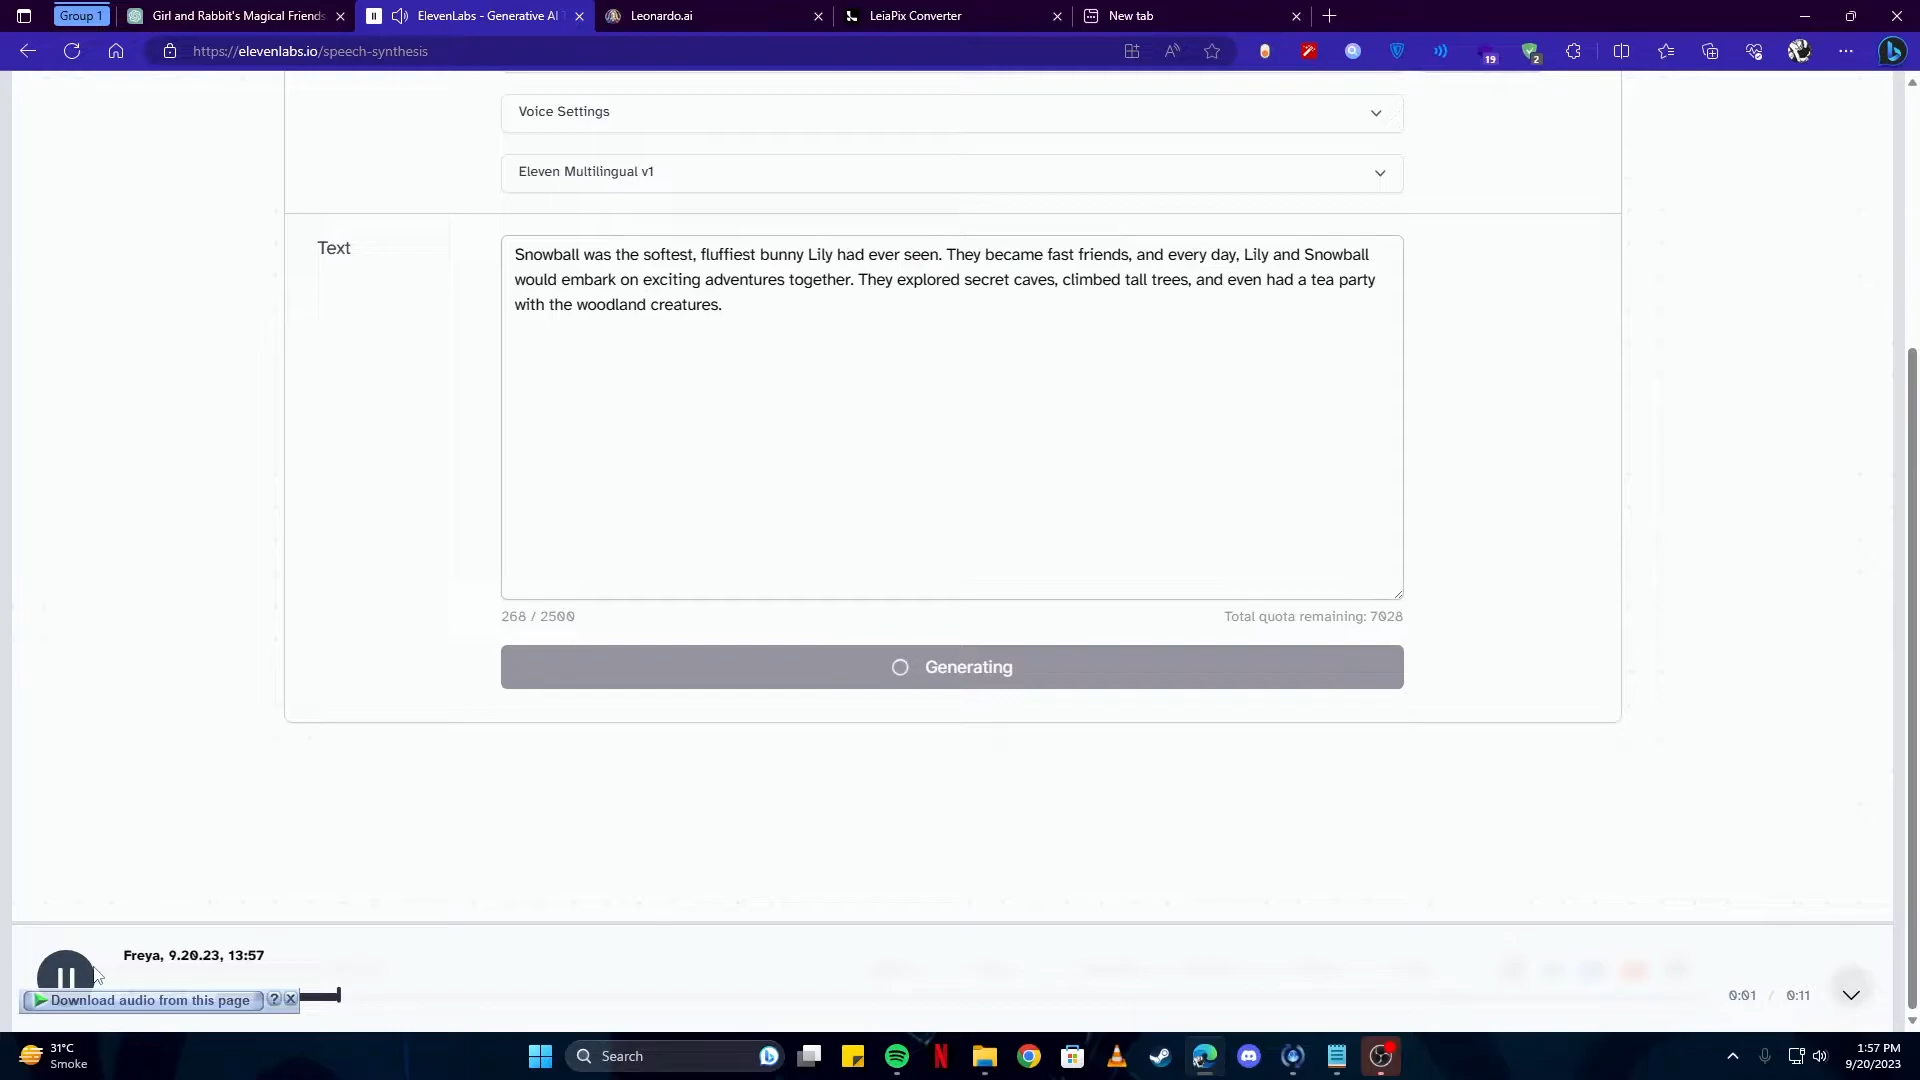 Group 1
Girl and Rabbit's Magical Friends
ElevenLabs - Generative AI T
Leonardo.ai
LeiaPix Converter
New tab
https://elevenlabs.io/speech-synthesis
19
2
Voice Settings
Eleven Multilingual v1
Text
Snowball was the softest, fluffiest bunny Lily had ever seen. They became fast friends, and every day, Lily and Snowball
would embark on exciting adventures together. They explored secret caves, climbed tall trees, and even had a tea party
with the woodland creatures.
268 / 2500
Total quota remaining: 7028
Generating
Freya, 9.20.23, 13:57
Download audio from this page
?
0:01 / 0:11
31°C
Smoke
Search
1:57 PM
9/20/2023